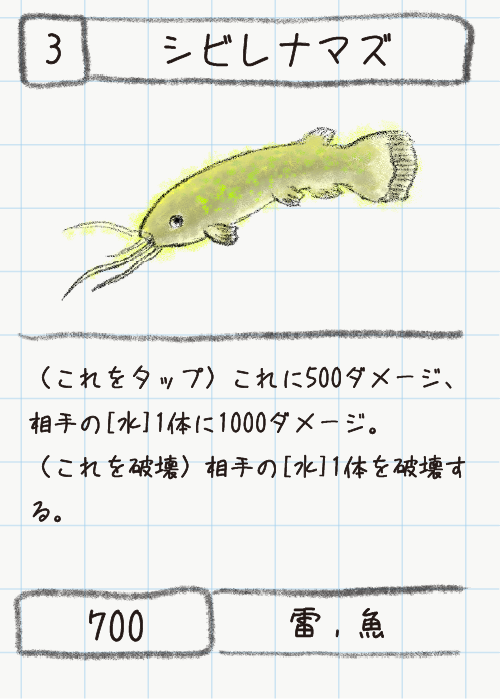 3
シビレナマズ
（これをタップ）これに500ダメージ、
相手の[水]1体に1000ダメージ。
（これを破壊）相手の[水]1体を破壊す
る。
700
雷,魚